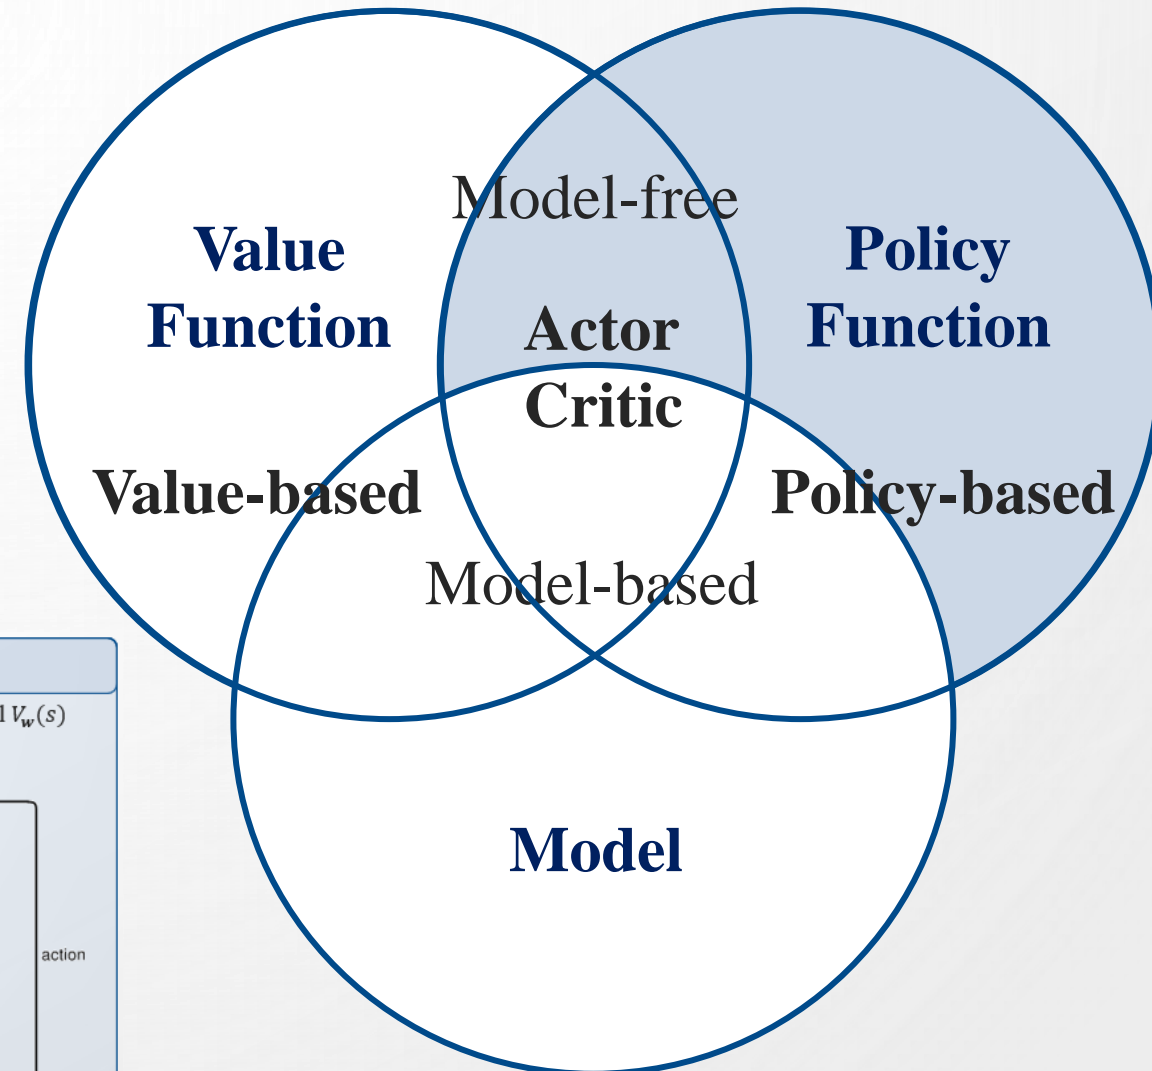 Model-free
Value
Function
Policy
Function
Actor
Critic
Value-based
Policy-based
Model-based
V_w(s)
Model
action